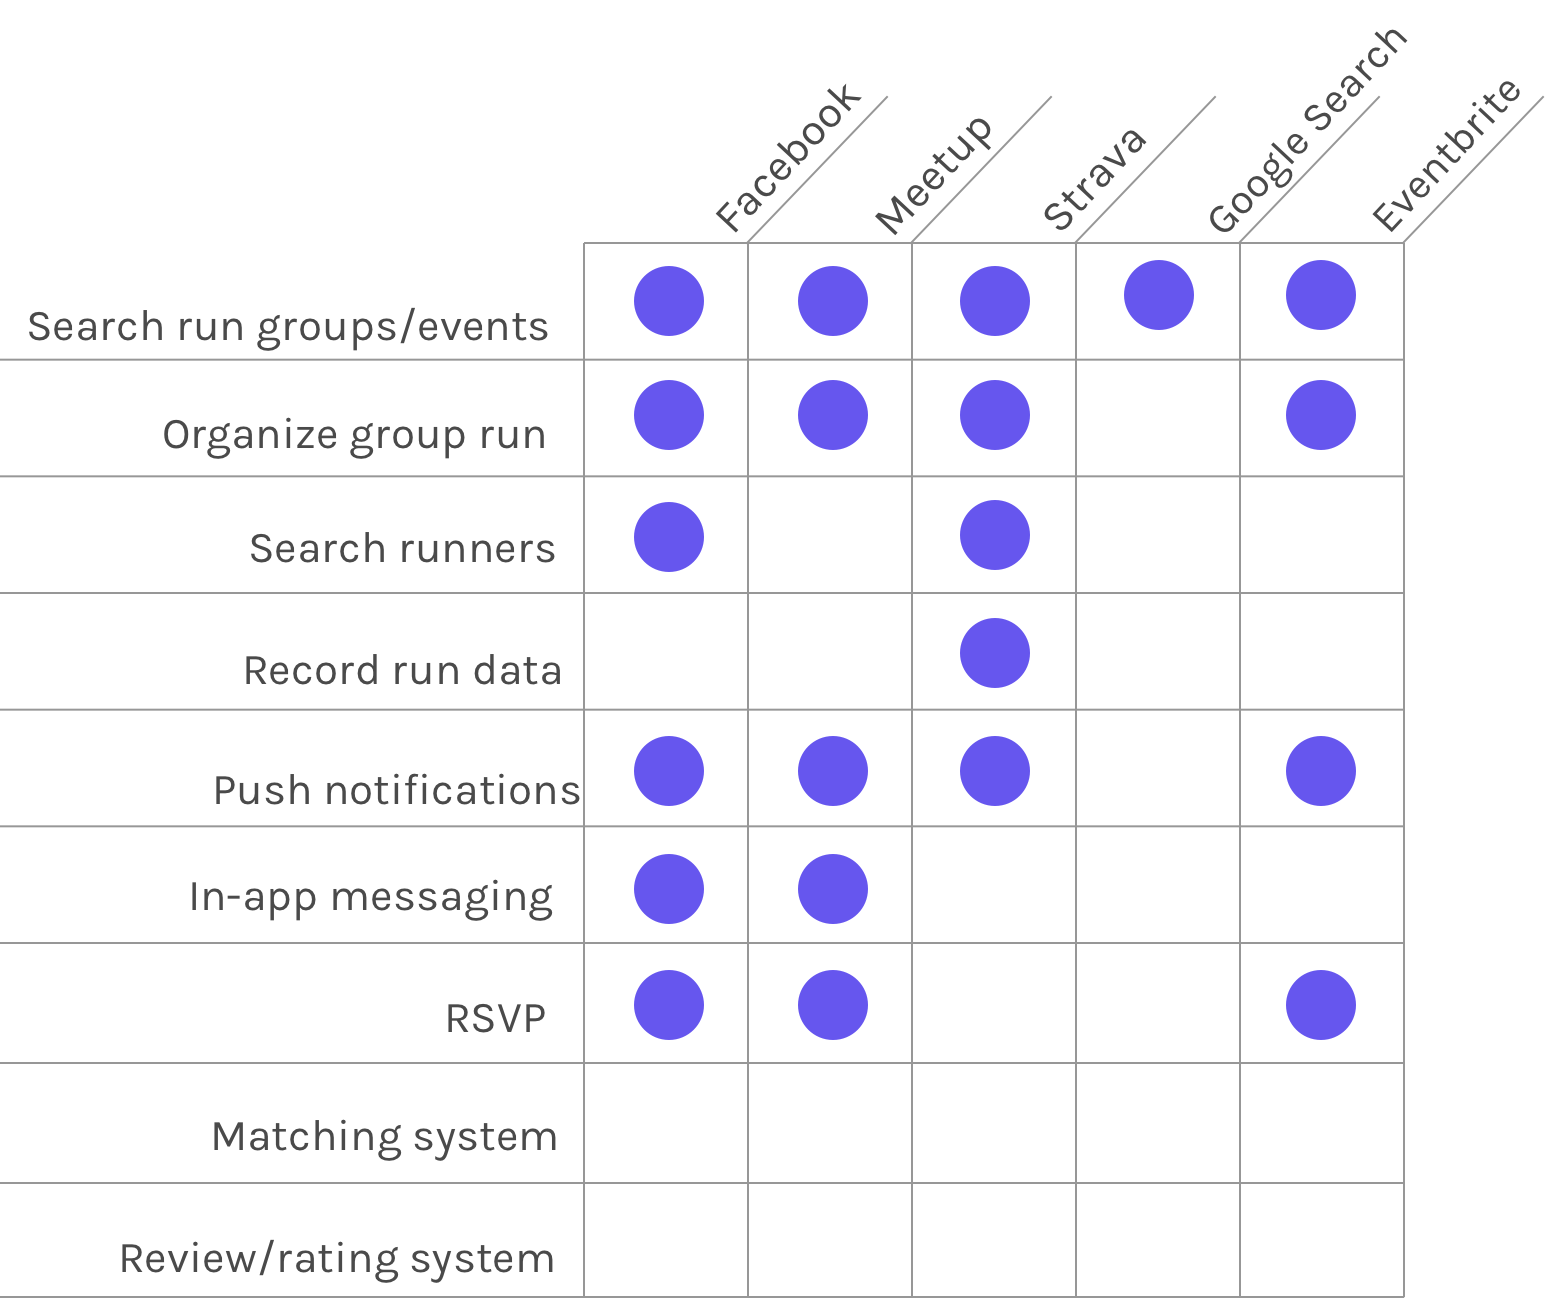 Facebook
Meetup
Strava
Google Search
Eventbrite
Search run groups/events
Organize group run
Search runners
Record run data
Push notifications
In-app messaging
RSVP
Matching system
Review/rating system